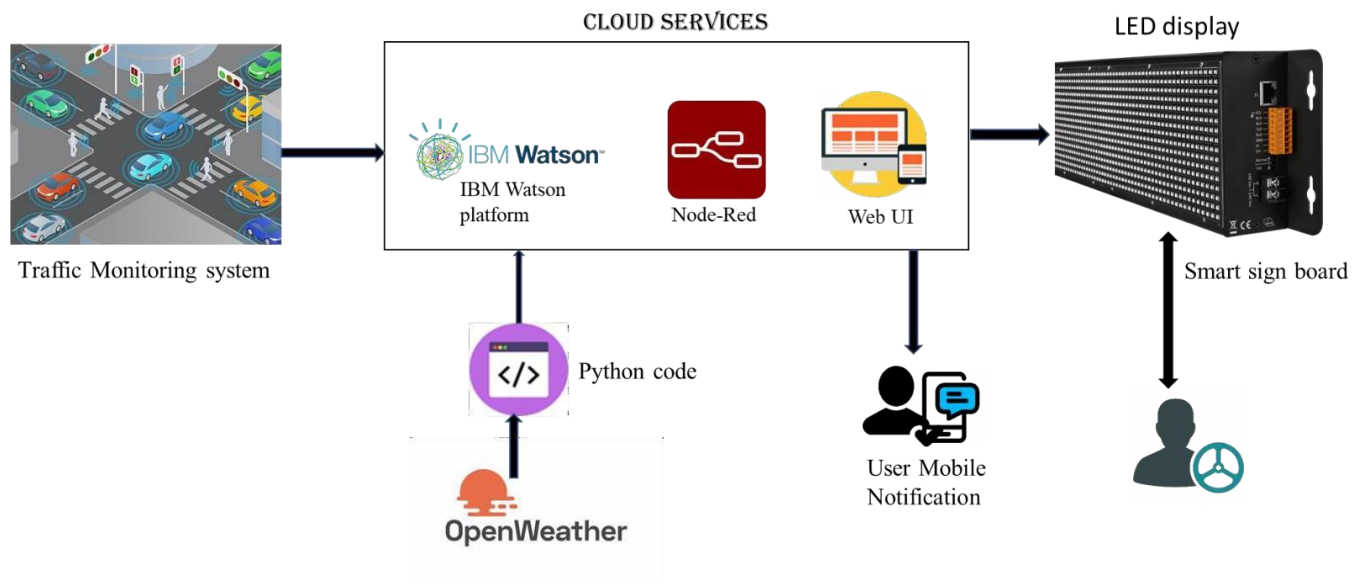 CLOUD SERVICES
LED display
IBM Watson™
IBM Watson
platform
Node-Red
Web UI
Traffic Monitoring system
Smart sign board
Python code
</>
User Mobile
Notification
OpenWeather